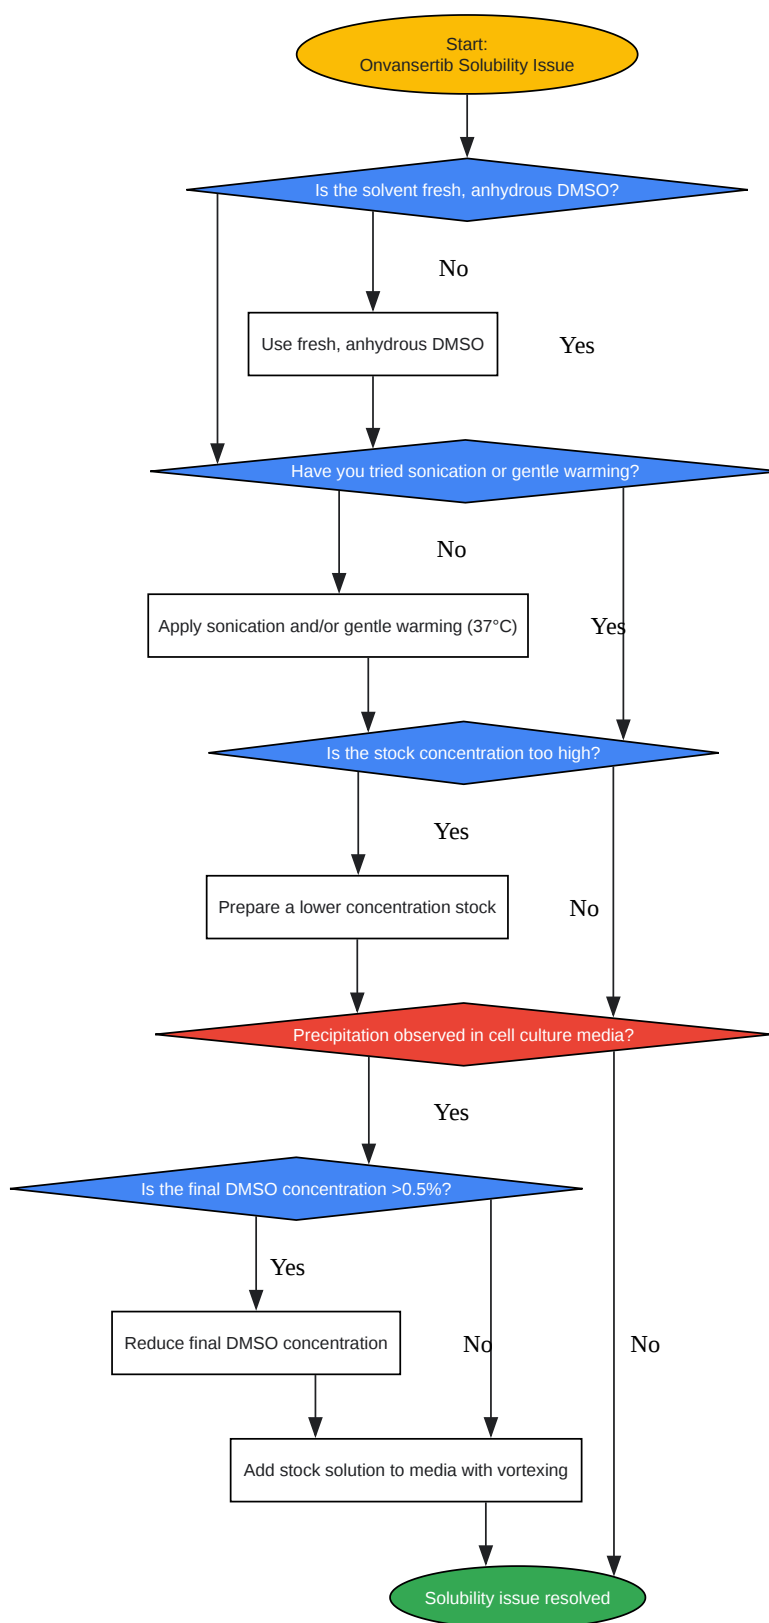 Start:
Onvansertib Solubility Issue
Is the solvent fresh, anhydrous DMSO?
No
Use fresh, anhydrous DMSO
Yes
Have you tried sonication or gentle warming?
No
Apply sonication and/or gentle warming (37°C)
Yes
Is the stock concentration too high?
Yes
Prepare a lower concentration stock
No
Precipitation observed in cell culture media?
Yes
Is the final DMSO concentration >0.5%?
Yes
Reduce final DMSO concentration
No
No
Add stock solution to media with vortexing
Solubility issue resolved